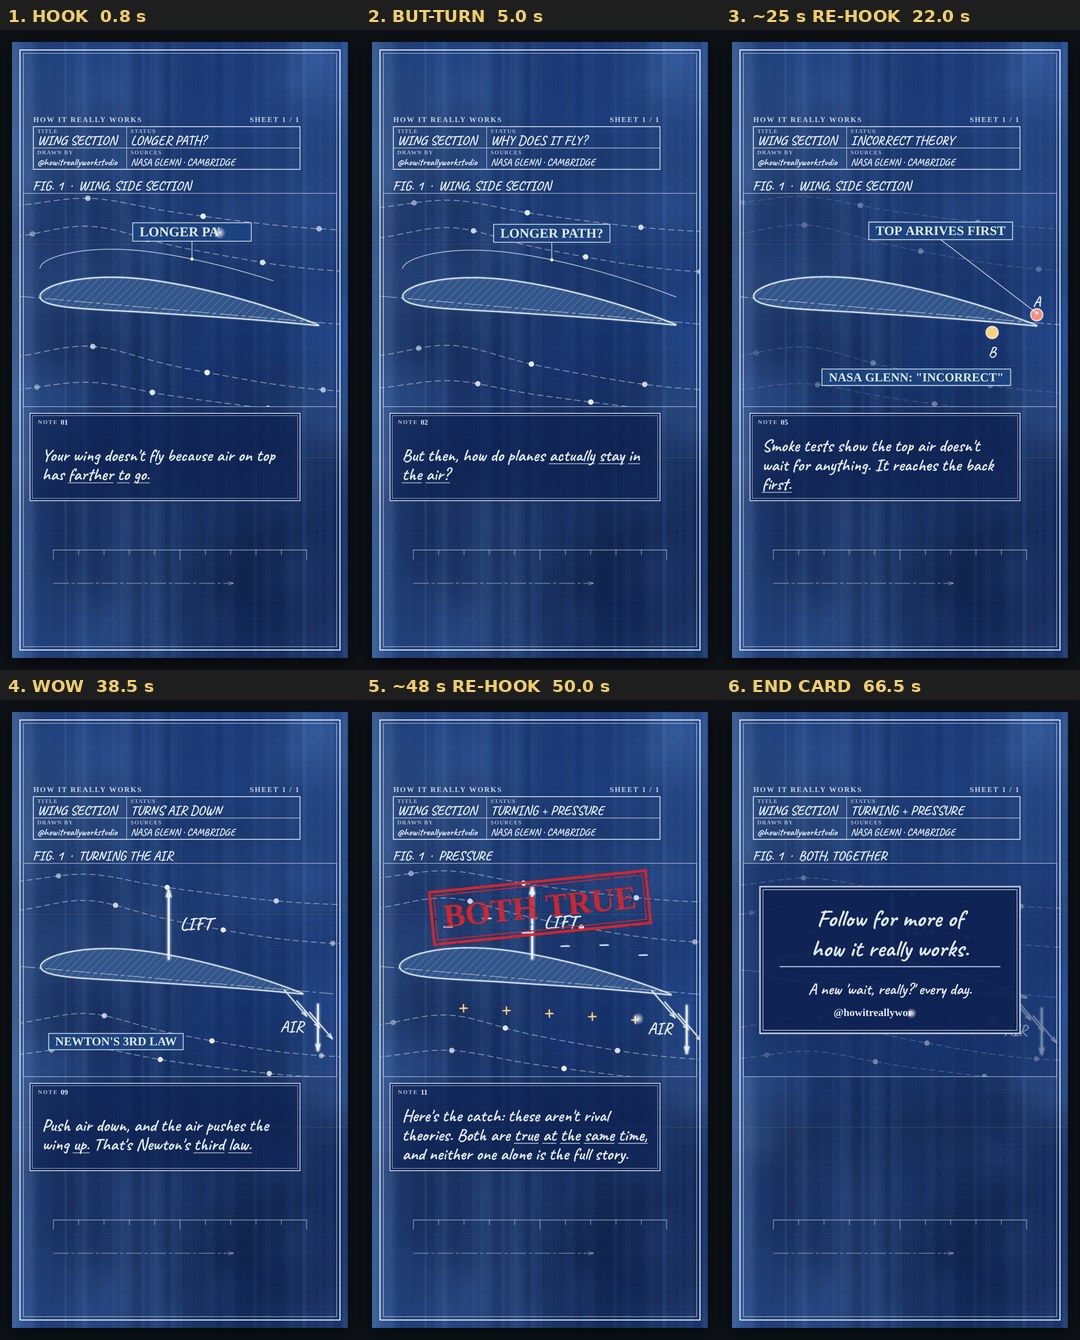 1. HOOK 0.8 s
HOW IT REALLY WORKS SHEET 1 / 1
TITLE STATUS
WING SECTION LONGER PATH?
DRAWN BY SOURCES
@howitreallyworkstudio NASA GLENN · CAMBRIDGE
FIG. 1 · WING, SIDE SECTION
LONGER PA
NOTE 01
Your wing doesn't fly because air on top
has farther to go.
2. BUT-TURN 5.0 s
HOW IT REALLY WORKS SHEET 1 / 1
TITLE STATUS
WING SECTION WHY DOES IT FLY?
DRAWN BY SOURCES
@howitreallyworkstudio NASA GLENN · CAMBRIDGE
FIG. 1 · WING, SIDE SECTION
LONGER PATH?
NOTE 02
But then, how do planes actually stay in
the air?
3. ~25 s RE-HOOK 22.0 s
HOW IT REALLY WORKS SHEET 1 / 1
TITLE STATUS
WING SECTION INCORRECT THEORY
DRAWN BY SOURCES
@howitreallyworkstudio NASA GLENN · CAMBRIDGE
FIG. 1 · WING, SIDE SECTION
TOP ARRIVES FIRST
A
B
NASA GLENN: "INCORRECT"
NOTE 05
Smoke tests show the top air doesn't
wait for anything. It reaches the back
first.
4. WOW 38.5 s
HOW IT REALLY WORKS SHEET 1 / 1
TITLE STATUS
WING SECTION TURNS AIR DOWN
DRAWN BY SOURCES
@howitreallyworkstudio NASA GLENN · CAMBRIDGE
FIG. 1 · TURNING THE AIR
LIFT
AIR
NEWTON'S 3RD LAW
NOTE 09
Push air down, and the air pushes the
wing up. That's Newton's third law.
5. ~48 s RE-HOOK 50.0 s
HOW IT REALLY WORKS SHEET 1 / 1
TITLE STATUS
WING SECTION TURNING + PRESSURE
DRAWN BY SOURCES
@howitreallyworkstudio NASA GLENN · CAMBRIDGE
FIG. 1 · PRESSURE
BOTH TRUE
LIFT
AIR
NOTE 11
Here's the catch: these aren't rival
theories. Both are true at the same time,
and neither one alone is the full story.
6. END CARD 66.5 s
HOW IT REALLY WORKS SHEET 1 / 1
TITLE STATUS
WING SECTION TURNING + PRESSURE
DRAWN BY SOURCES
@howitreallyworkstudio NASA GLENN · CAMBRIDGE
FIG. 1 · BOTH, TOGETHER
Follow for more of
how it really works.
A new 'wait, really?' every day.
@howitreallywor
AIR